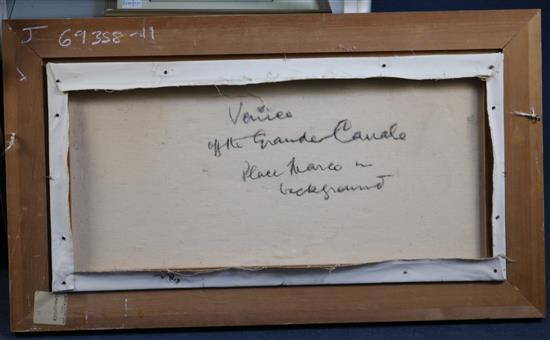 J 69358-11
Venice
off the Grande Canale
Place Marco in
background